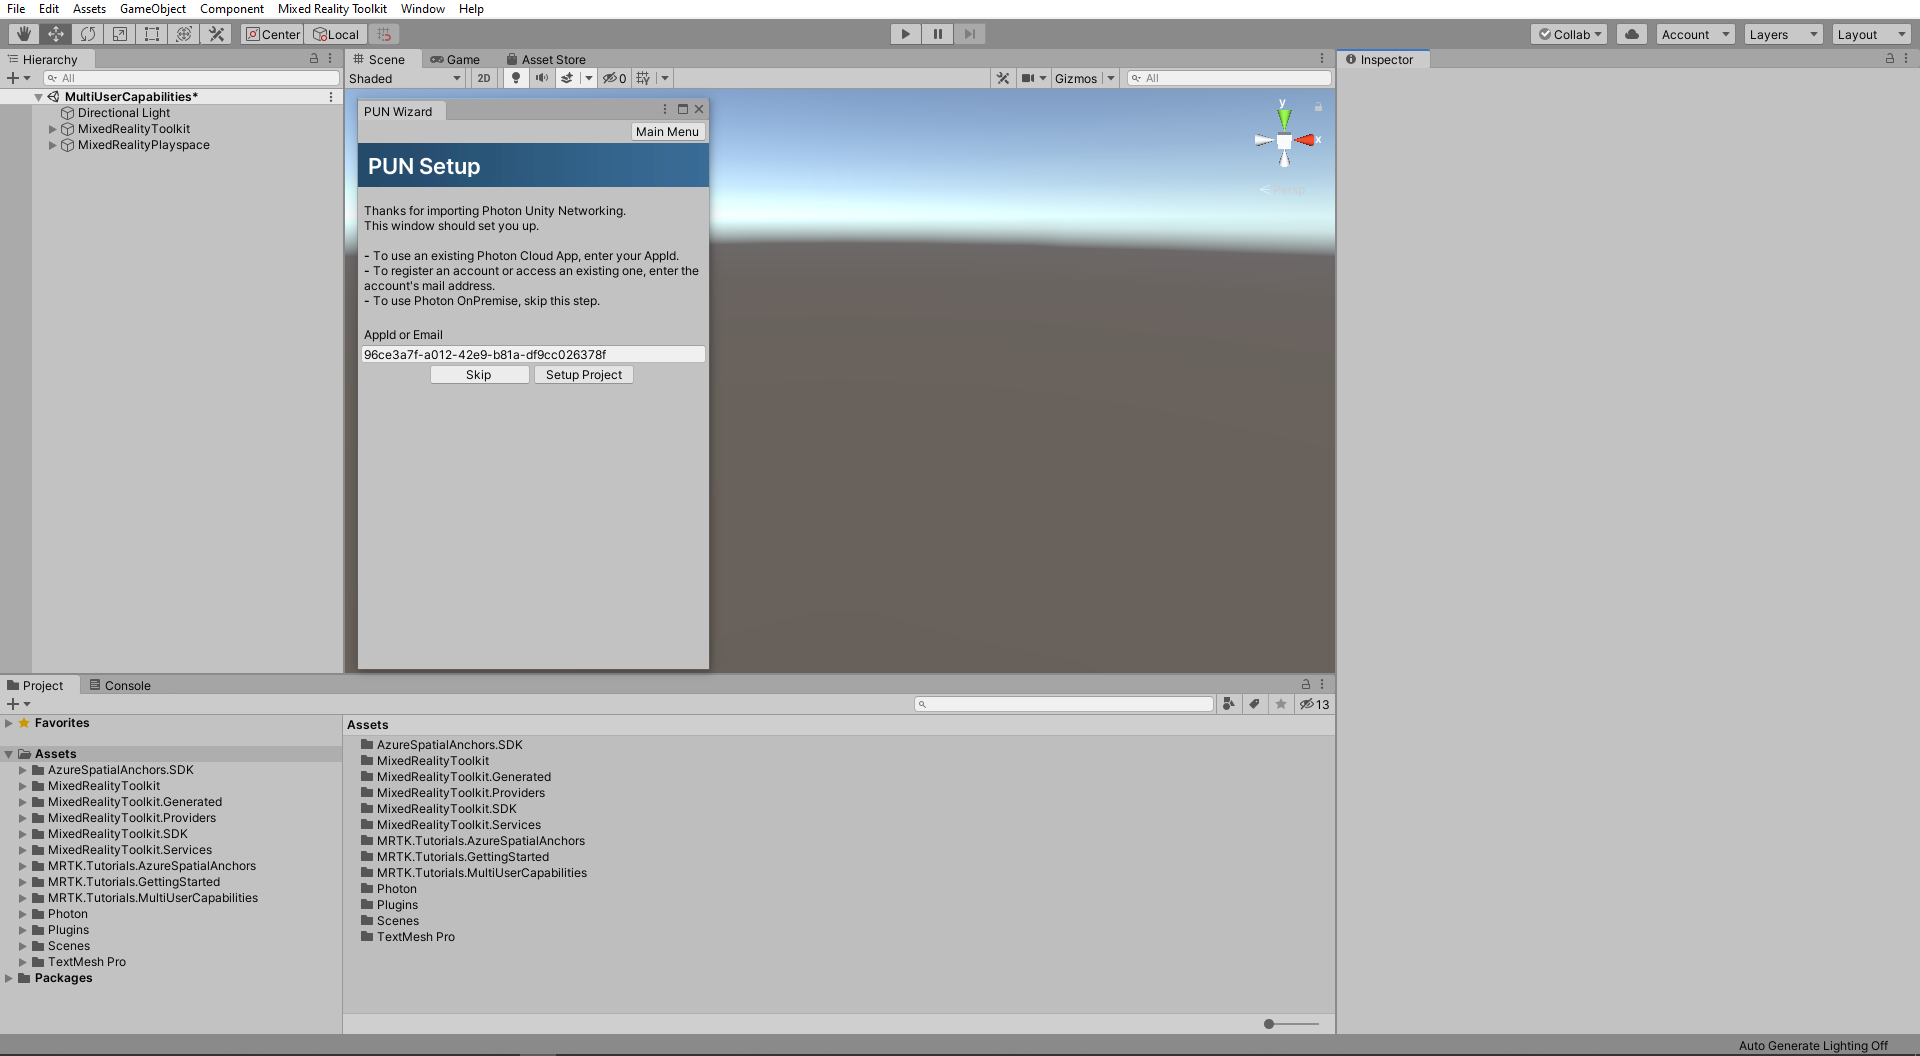 File Edit Assets GameObject Component Mixed Reality Toolkit Window Help
Center Local Collab Account Layers Layout
Hierarchy
All
MultiUserCapabilities*
Directional Light
MixedRealityToolkit
MixedRealityPlayspace
Scene Game Asset Store
Shaded 2D 0 Gizmos All
y
x
Persp
PUN Wizard
Main Menu
PUN Setup
Thanks for importing Photon Unity Networking.
This window should set you up.
- To use an existing Photon Cloud App, enter your AppId.
- To register an account or access an existing one, enter the
account's mail address.
- To use Photon OnPremise, skip this step.
AppId or Email
96ce3a7f-a012-42e9-b81a-df9cc026378f
Skip Setup Project
Inspector
Project Console
13
Favorites
Assets
AzureSpatialAnchors.SDK
MixedRealityToolkit
MixedRealityToolkit.Generated
MixedRealityToolkit.Providers
MixedRealityToolkit.SDK
MixedRealityToolkit.Services
MRTK.Tutorials.AzureSpatialAnchors
MRTK.Tutorials.GettingStarted
MRTK.Tutorials.MultiUserCapabilities
Photon
Plugins
Scenes
TextMesh Pro
Packages
Assets
AzureSpatialAnchors.SDK
MixedRealityToolkit
MixedRealityToolkit.Generated
MixedRealityToolkit.Providers
MixedRealityToolkit.SDK
MixedRealityToolkit.Services
MRTK.Tutorials.AzureSpatialAnchors
MRTK.Tutorials.GettingStarted
MRTK.Tutorials.MultiUserCapabilities
Photon
Plugins
Scenes
TextMesh Pro
Auto Generate Lighting Off